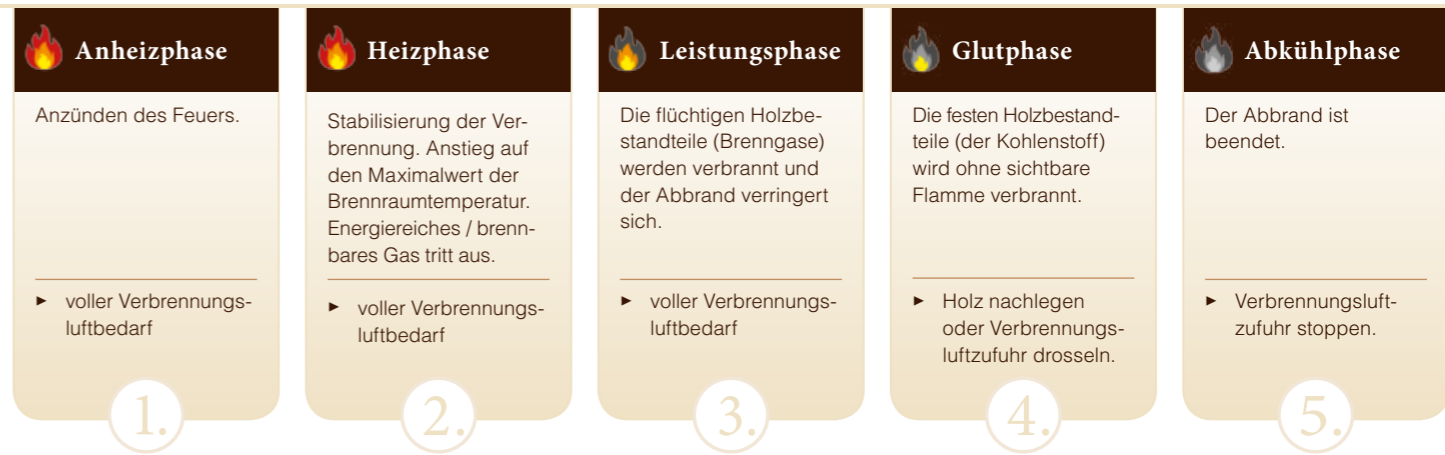 Anheizphase
Anzünden des Feuers.
► voller Verbrennungs-
luftbedarf
1.
Heizphase
Stabilisierung der Ver-
brennung. Anstieg auf
den Maximalwert der
Brennraumtemperatur.
Energiereiches / brenn-
bares Gas tritt aus.
► voller Verbrennungs-
luftbedarf
2.
Leistungsphase
Die flüchtigen Holzbe-
standteile (Brenngase)
werden verbrannt und
der Abbrand verringert
sich.
► voller Verbrennungs-
luftbedarf
3.
Glutphase
Die festen Holzbestand-
teile (der Kohlenstoff)
wird ohne sichtbare
Flamme verbrannt.
► Holz nachlegen
oder Verbrennungs-
luftzufuhr drosseln.
4.
Abkühlphase
Der Abbrand ist
beendet.
► Verbrennungsluft-
zufuhr stoppen.
5.